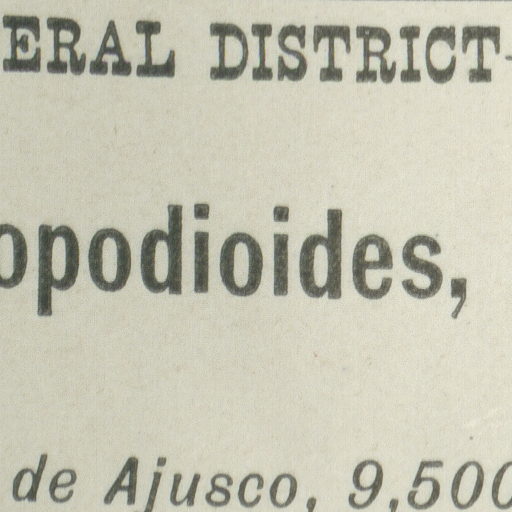 ERAL DISTRICT-
opodioides,
de Ajusco, 9,500